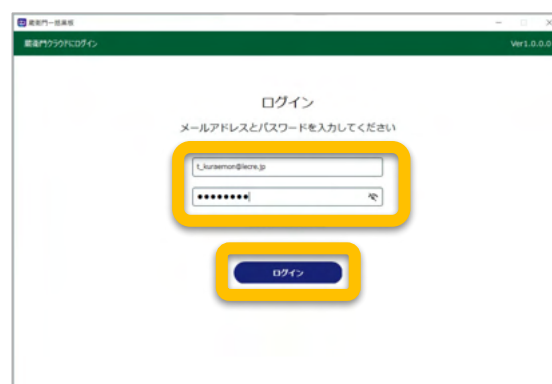 蔵衛門一括黒板
蔵衛門クラウドにログイン
Ver1.0.0.0
ログイン
メールアドレスとパスワードを入力してください
t_kuraemon@lecre.jp
●●●●●●●●
ログイン